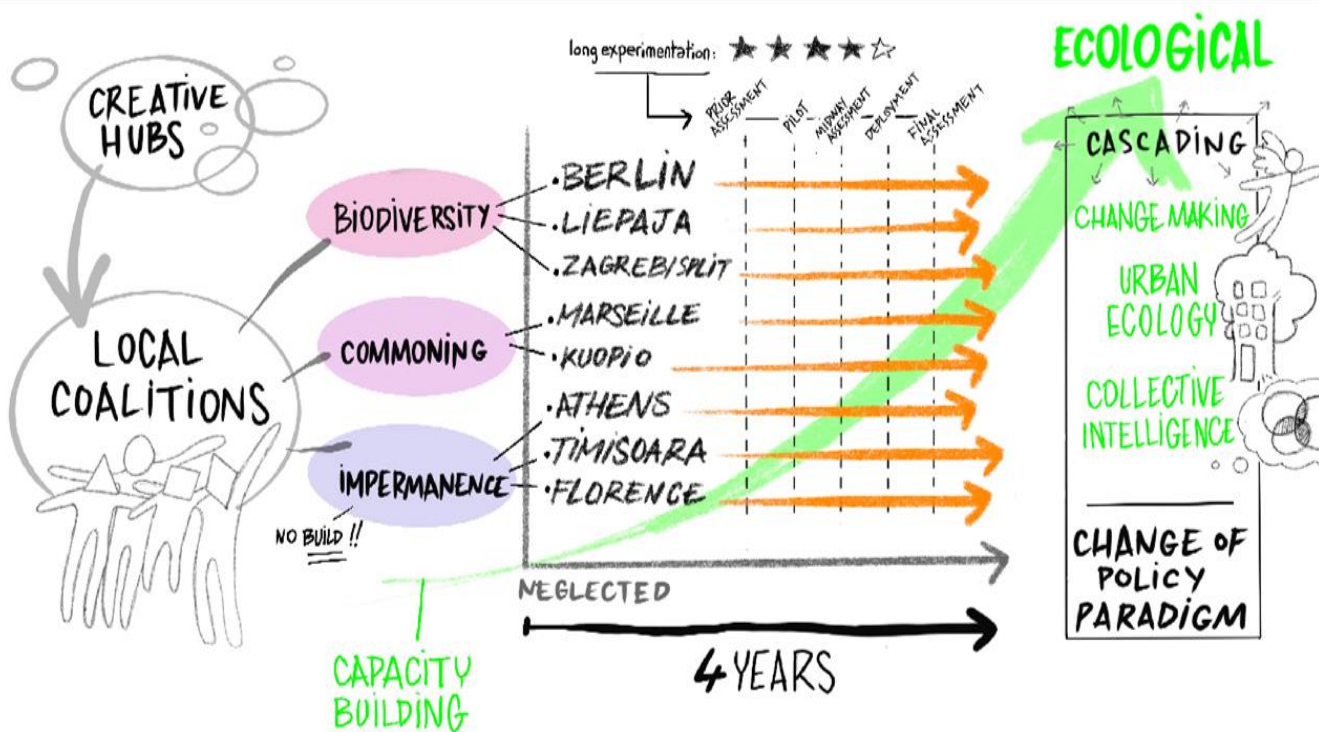 CREATIVE
HUBS
LOCAL
COALITIONS
BIODIVERSITY
COMMONING
IMPERMANENCE
NO BUILD !!
CAPACITY
BUILDING
long experimentation:
PRIOR
ASSESSMENT
PILOT
MIDWAY
ASSESSMENT
DEPLOYMENT
FINAL
ASSESSMENT
• BERLIN
• LIEPAJA
• ZAGREB/SPLIT
• MARSEILLE
• KUOPIO
• ATHENS
• TIMISOARA
• FLORENCE
NEGLECTED
4 YEARS
ECOLOGICAL
CASCADING
CHANGE MAKING
URBAN
ECOLOGY
COLLECTIVE
INTELLIGENCE
CHANGE OF
POLICY
PARADIGM